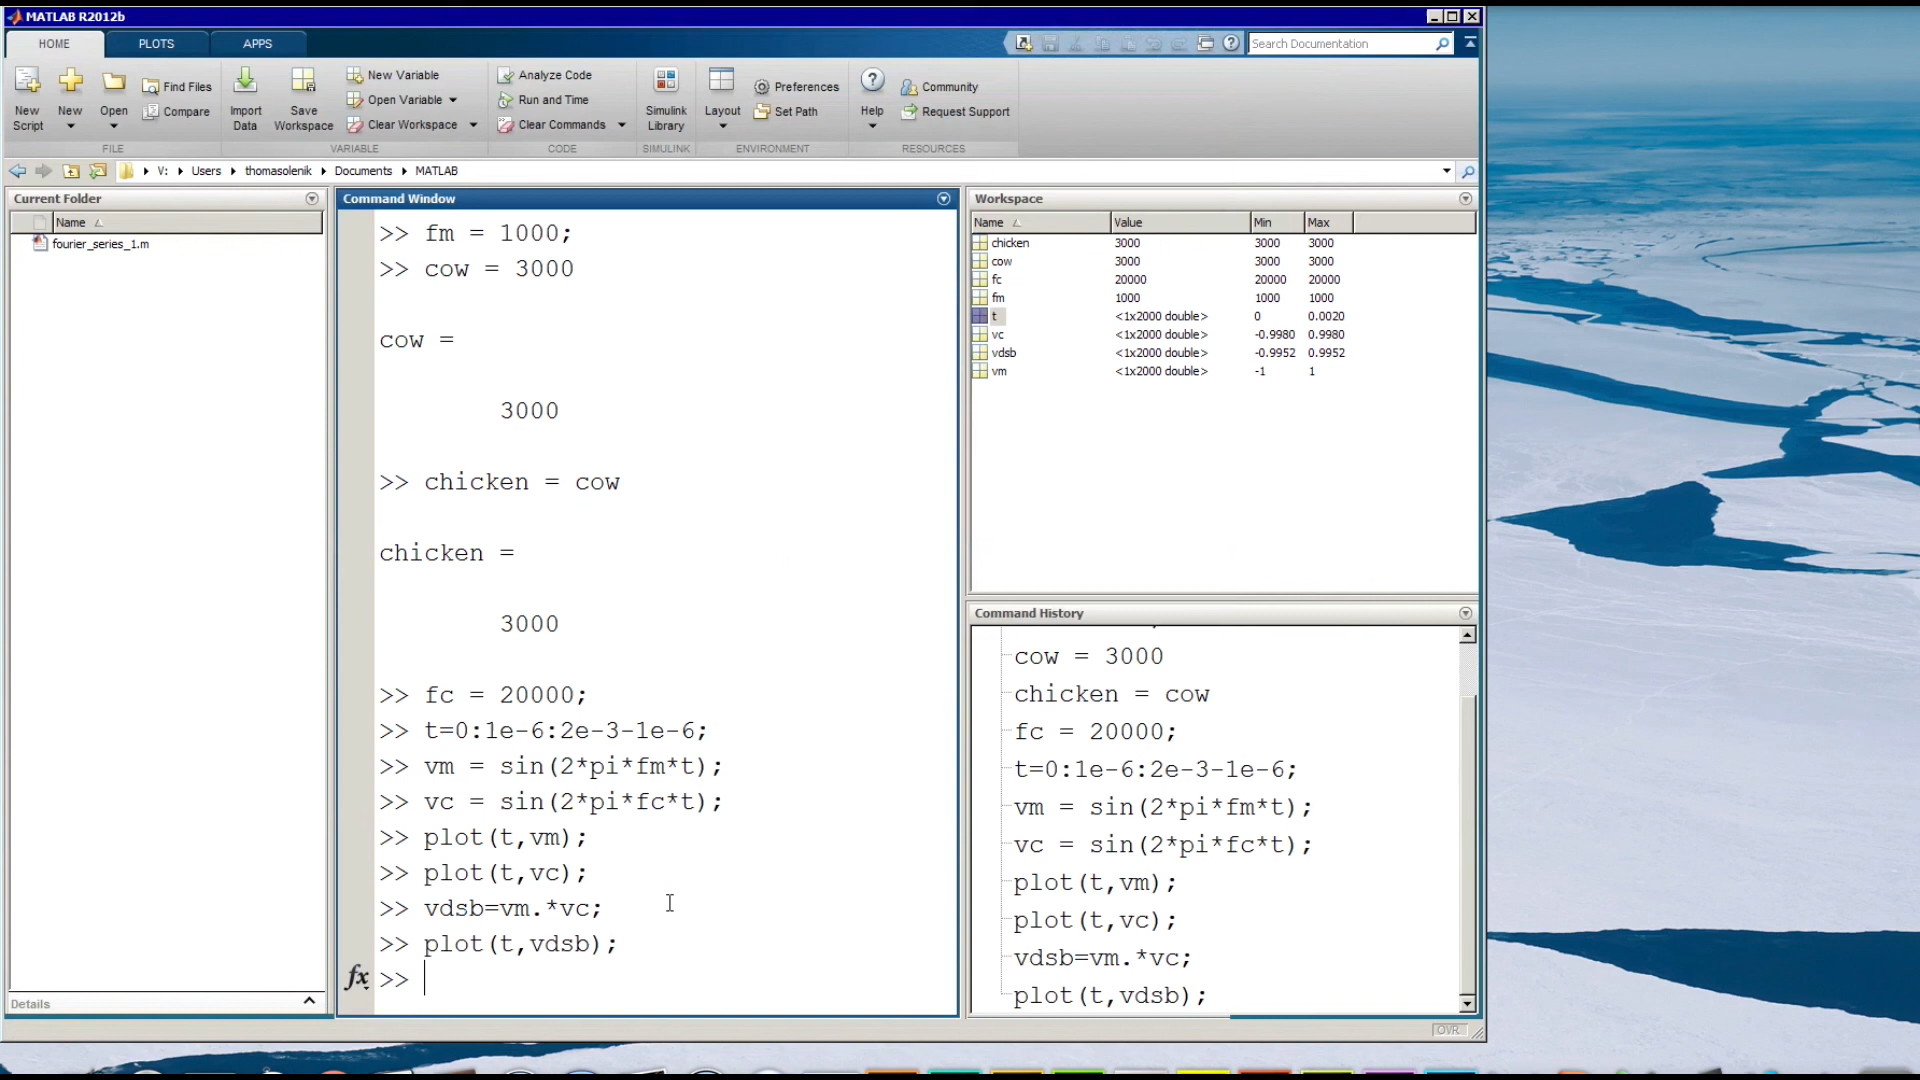 MATLAB R2012b
HOME PLOTS APPS
Search Documentation
New Script
New
Open
Find Files
Compare
Import Data
Save Workspace
New Variable
Open Variable
Clear Workspace
Analyze Code
Run and Time
Clear Commands
Simulink Library
Layout
Preferences
Set Path
Help
Community
Request Support
FILE VARIABLE CODE SIMULINK ENVIRONMENT RESOURCES
V: Users thomasolenik Documents MATLAB
Current Folder
Name
fourier_series_1.m
Details
Command Window
>> fm = 1000;
>> cow = 3000
cow =
3000
>> chicken = cow
chicken =
3000
>> fc = 20000;
>> t=0:1e-6:2e-3-1e-6;
>> vm = sin(2*pi*fm*t);
>> vc = sin(2*pi*fc*t);
>> plot(t,vm);
>> plot(t,vc);
>> vdsb=vm.*vc;
>> plot(t,vdsb);
fx >>
Workspace
Name Value Min Max
chicken 3000 3000 3000
cow 3000 3000 3000
fc 20000 20000 20000
fm 1000 1000 1000
t <1x2000 double> 0 0.0020
vc <1x2000 double> -0.9980 0.9980
vdsb <1x2000 double> -0.9952 0.9952
vm <1x2000 double> -1 1
Command History
cow = 3000
chicken = cow
fc = 20000;
t=0:1e-6:2e-3-1e-6;
vm = sin(2*pi*fm*t);
vc = sin(2*pi*fc*t);
plot(t,vm);
plot(t,vc);
vdsb=vm.*vc;
plot(t,vdsb);
OVR